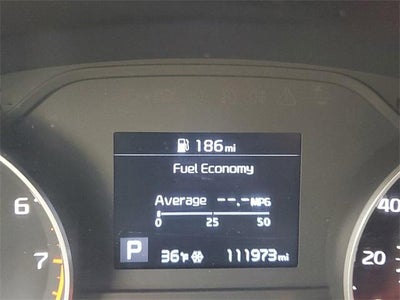 186 mi
Fuel Economy
Average --.- MPG
0 25 50
P 36°F 111973 mi
6
7
40
20